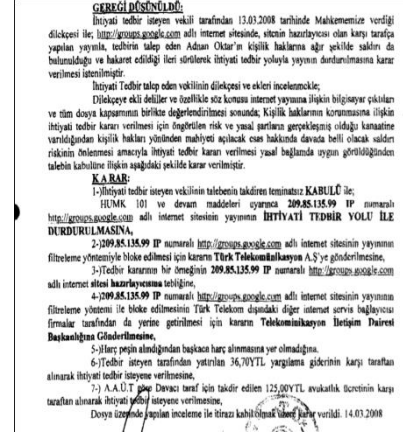 GEREĞİ DÜŞÜNÜLDÜ:
İhtiyati tedbir isteyen vekili tarafından 13.03.2008 tarihinde Mahkememize verdiği
dilekçesi ile; http://groups.google.com adlı internet sitesinde, sitenin hazırlayıcısı olan karşı tarafça
yapılan yayınla, tedbirin talep eden Adnan Oktar'ın kişilik haklarına ağır şekilde saldırı da
bulunulduğu ve hakaret edildiği ileri sürülerek ihtiyati tedbir yoluyla yayının durdurulmasına karar
verilmesi istenilmiştir.
İhtiyati Tedbir talep eden vekilinin dilekçesi ve ekleri incelenmekle;
Dilekçeye ekli deliller ve özellikle söz konusu internet yayınına ilişkin bilgisayar çıktıları
ve tüm dosya kapsamının birlikte değerlendirilmesi sonunda; Kişilik haklarının korunmasına ilişkin
ihtiyati tedbir kararı verilmesi için öngörülen risk ve yasal şartların gerçekleşmiş olduğu kanaatine
varıldığından kişilik hakları yönünden mahiyeti açılacak esas hakkında davada belli olacak saldırı
riskinin önlenmesi amacıyla ihtiyati tedbir kararı verilmesi yasal bağlamda uygun görüldüğünden
talebin kabulüne ilişkin aşağıdaki şekilde karar verilmiştir.
KARAR:
1-)İhtiyati tedbir isteyen vekilinin talebenin takdiren teminatsız KABULÜ ile;
HUMK 101 ve devam maddeleri uyarınca 209.85.135.99 IP numaralı
http://groups.google.com adlı internet sitesinin yayınının İHTİYATİ TEDBİR YOLU İLE
DURDURULMASINA,
2-)209.85.135.99 IP numaralı http://groups.google.com adlı internet sitesinin yayınının
filtreleme yöntemiyle bloke edilmesi için kararın Türk Telekomünikasyon A.Ş'ye gönderilmesine,
3-)Tedbir kararının bir örneğinin 209.85.135.99 IP numaralı http://groups.google.com
adlı internet sitesi hazırlayıcısına tebliğine,
4-)209.85.135.99 IP numaralı http://groups.google.com adlı internet sitesinin yayınının
filtreleme yöntemi ile bloke edilmesinin Türk Telekom dışındaki diğer internet servis bağlayıcısı
firmalar tarafından da yerine getirilmesi için kararın Telekominikasyon İletişim Dairesi
Başkanlığına Gönderilmesine,
5-)Harç peşin alındığından başkaca harç alınmasına yer olmadığına.
6-)Tedbir isteyen tarafından yatırılan 36,70YTL yargılama giderinin karşı taraftan
alınarak ihtiyati tedbir isteyene verilmesine,
7-) A.A.Ü.T Davacı taraf için takdir edilen 125,00YTL avukatlık ücretinin karşı
taraftan alınarak ihtiyati tedbir isteyene verilmesine,
Dosya üzerinde yapılan inceleme ile itirazı kabil olmak üzere karar verildi. 14.03.2008